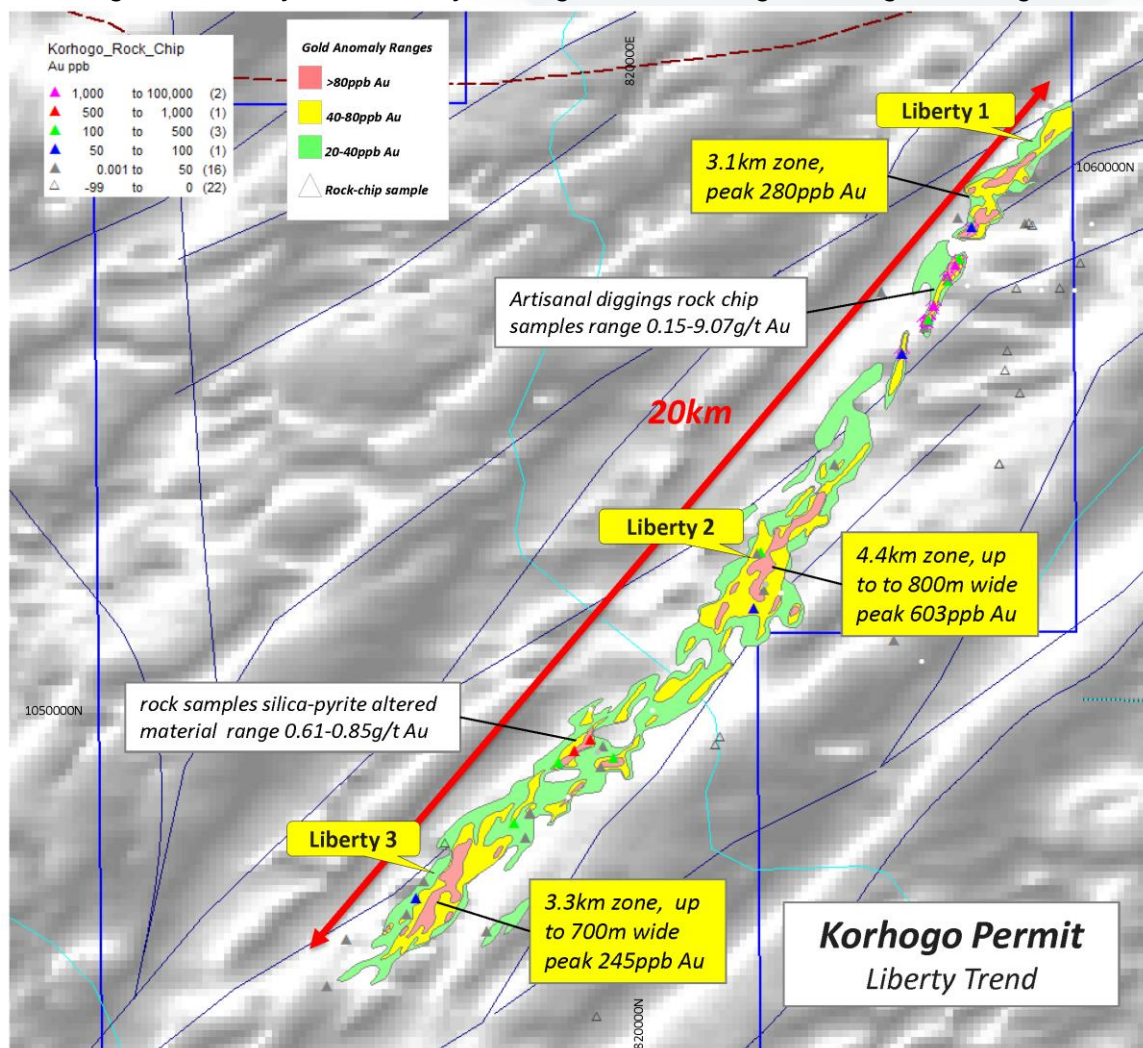 Korhogo_Rock_Chip
Au ppb
1,000 to 100,000 (2)
500 to 1,000 (1)
100 to 500 (3)
50 to 100 (1)
0.001 to 50 (16)
-99 to 0 (22)
Gold Anomaly Ranges
>80ppb Au
40-80ppb Au
20-40ppb Au
Rock-chip sample
820000E
Liberty 1
1060000N
3.1km zone,
peak 280ppb Au
Artisanal diggings rock chip
samples range 0.15-9.07g/t Au
20km
Liberty 2
4.4km zone, up
to to 800m wide
peak 603ppb Au
rock samples silica-pyrite altered
material range 0.61-0.85g/t Au
1050000N
Liberty 3
3.3km zone, up
to 700m wide
peak 245ppb Au
Korhogo Permit
Liberty Trend
820000N